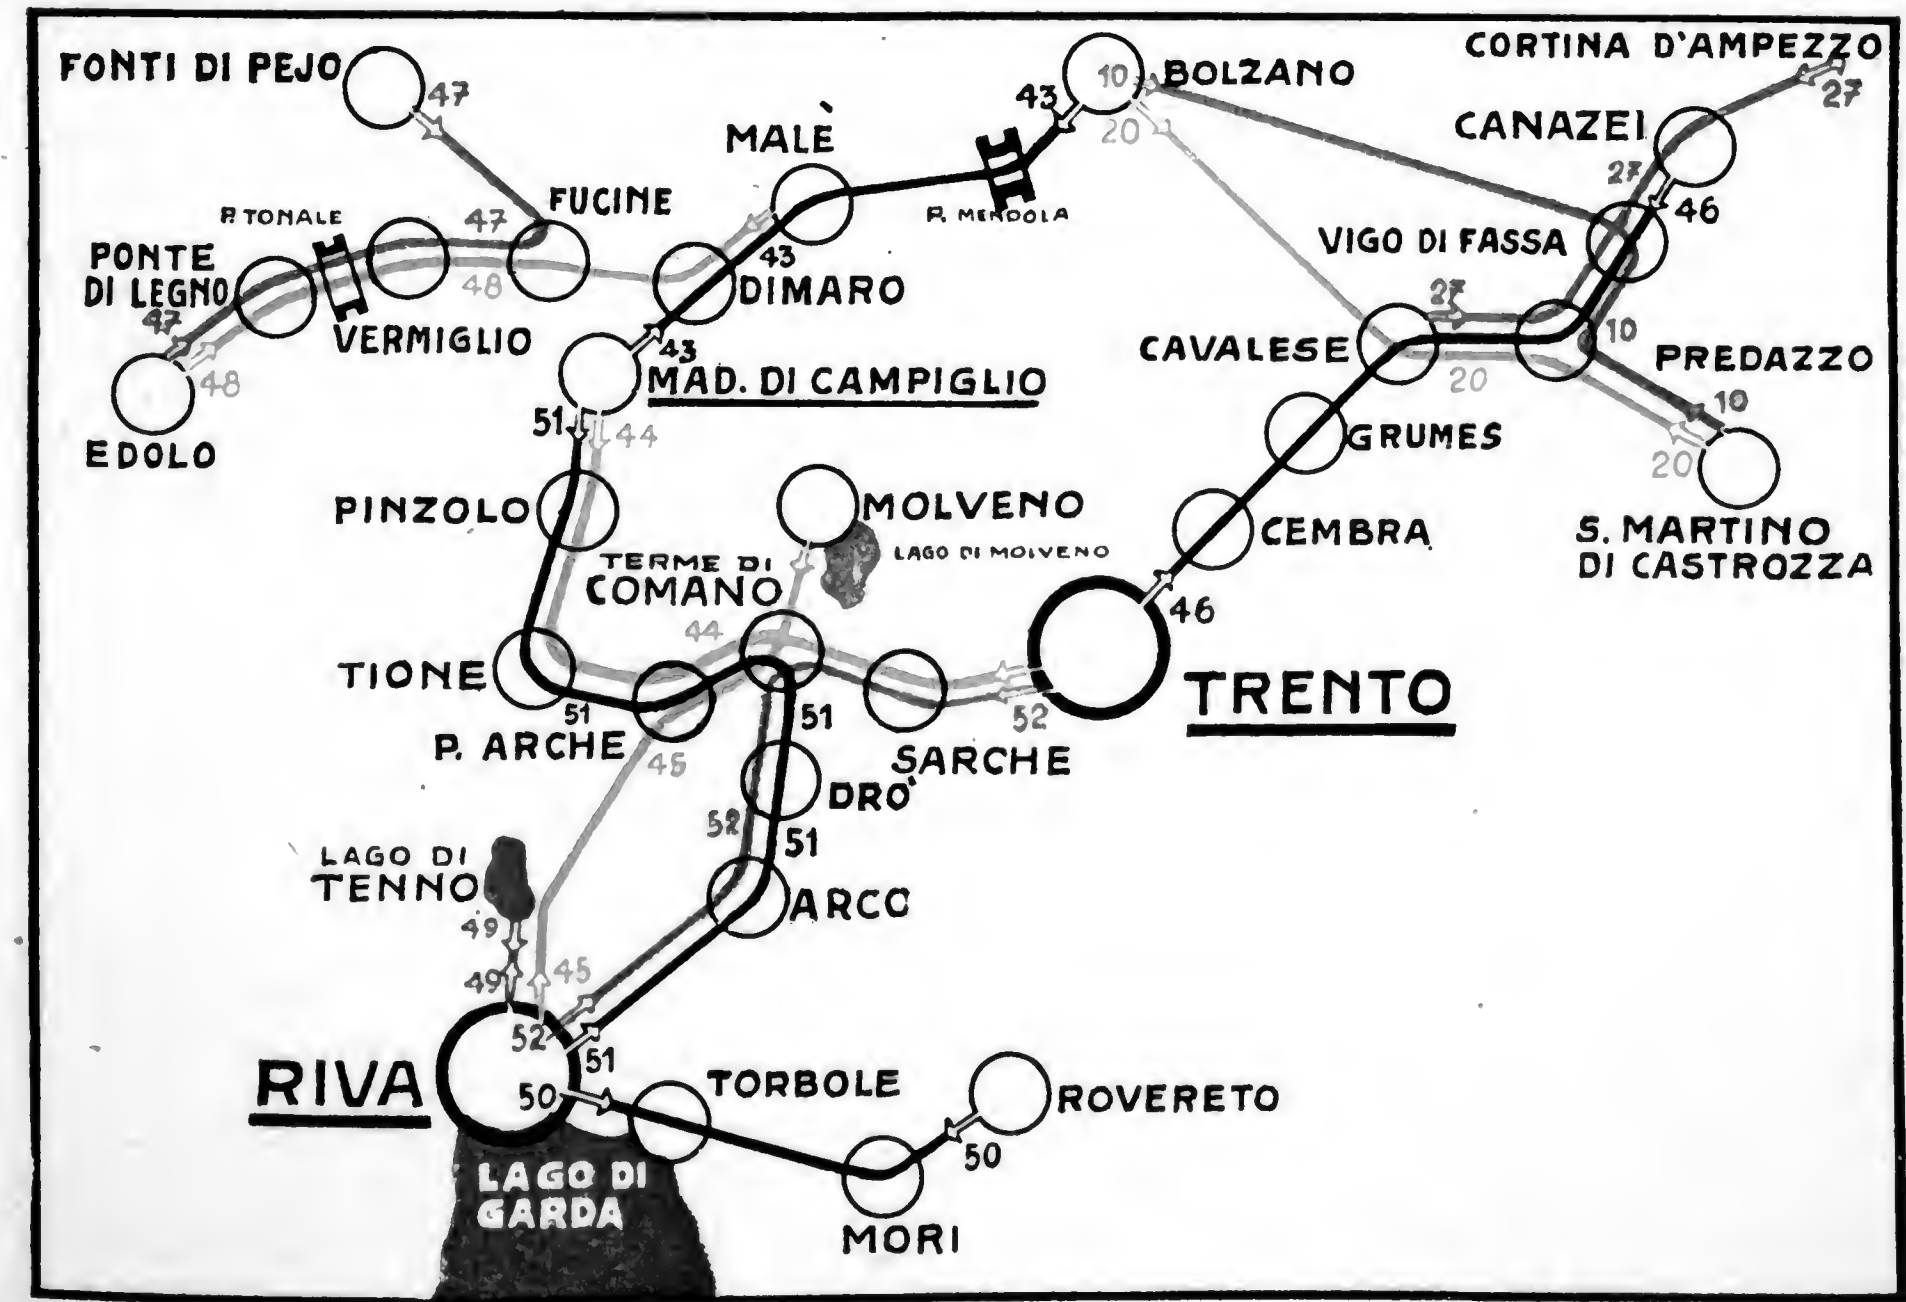 FONTI DI PEJO
47
10
BOLZANO
CORTINA D'AMPEZZO
27
43
20
MALÈ
CANAZEI
27
46
P. TONALE
47
FUCINE
P. MENDOLA
VIGO DI FASSA
PONTE
DI LEGNO
48
43
DIMARO
27
47
VERMIGLIO
10
48
43
CAVALESE
PREDAZZO
MAD. DI CAMPIGLIO
20
10
EDOLO
51
44
GRUMES
20
PINZOLO
MOLVENO
CEMBRA
S. MARTINO
DI CASTROZZA
LAGO DI MOLVENO
TERME DI
COMANO
46
44
TIONE
TRENTO
51
51
52
P. ARCHE
45
SARCHE
DRO'
52
51
LAGO DI
TENNO
ARCO
49
49
45
52
51
RIVA
50
TORBOLE
ROVERETO
50
LAGO DI
GARDA
MORI